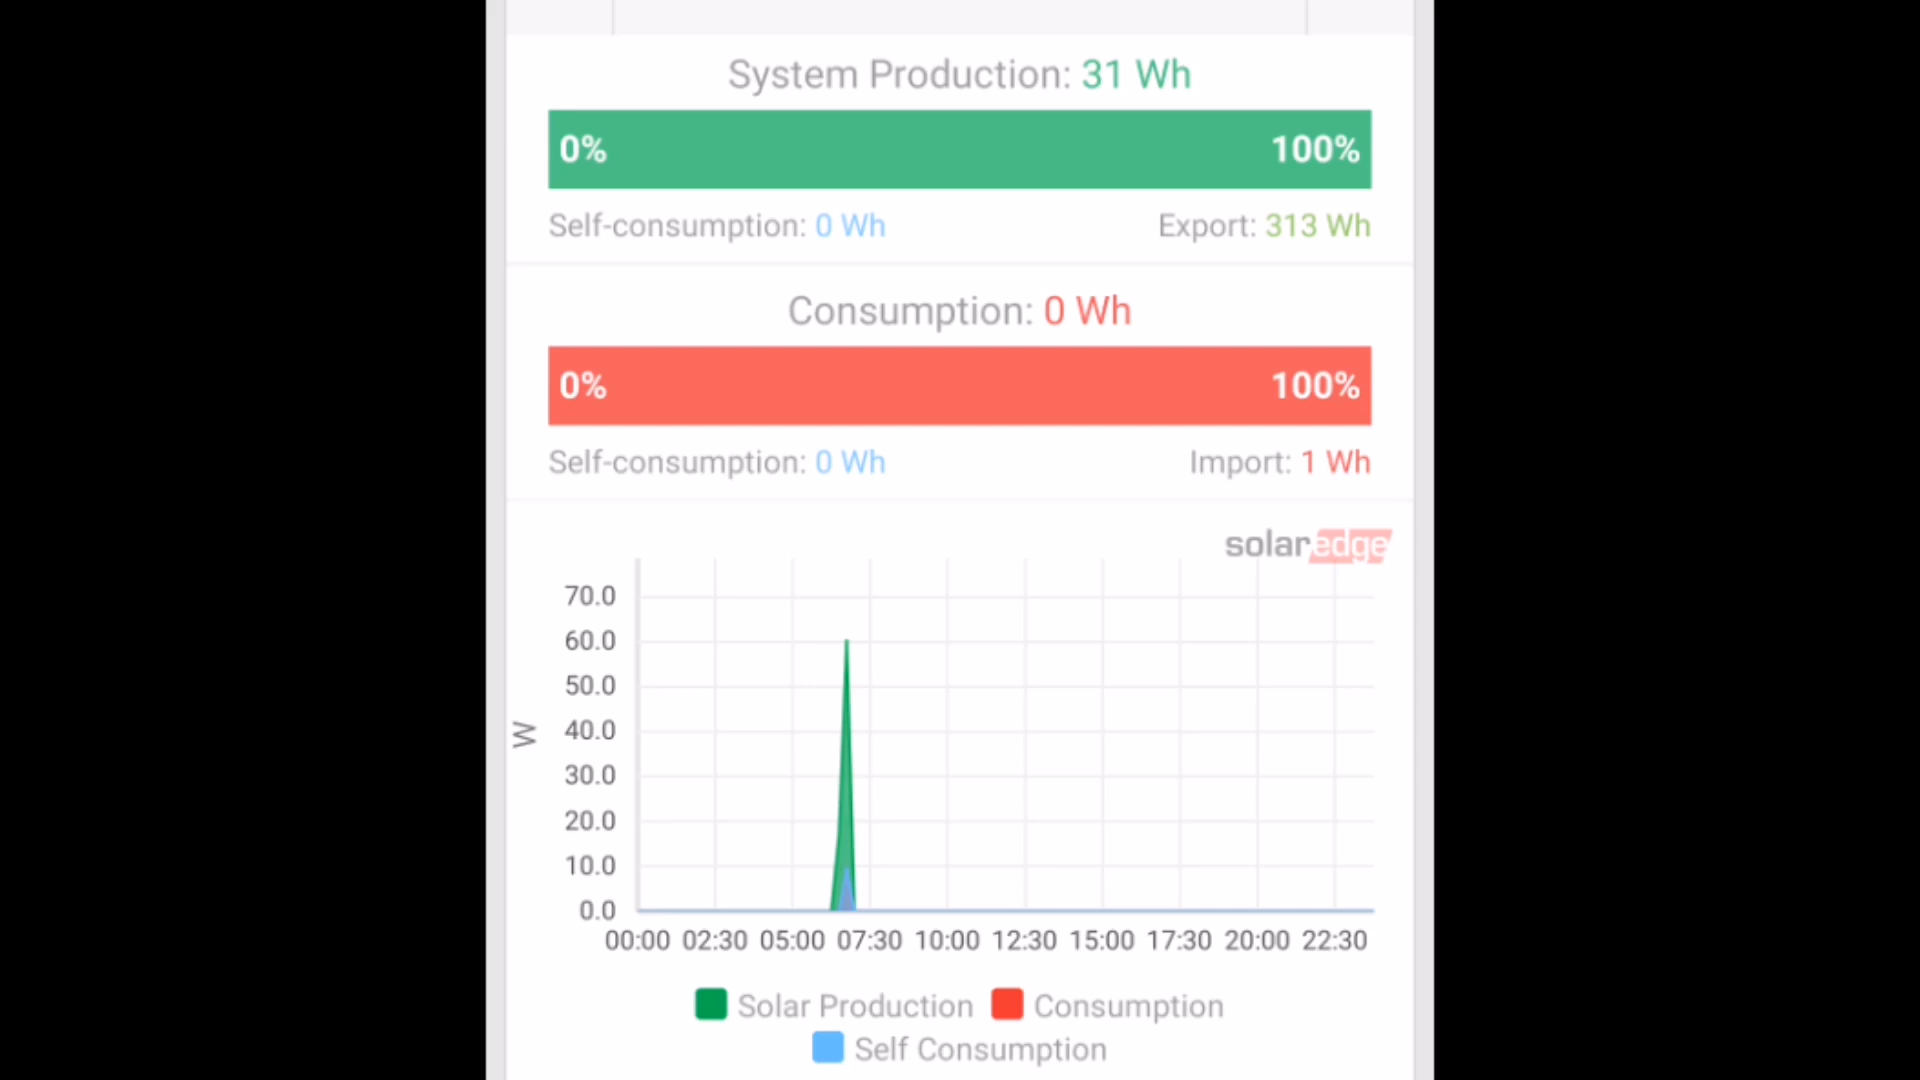 System Production: 31 Wh
0% 100%
Self-consumption: 0 Wh Export: 313 Wh
Consumption: 0 Wh
0% 100%
Self-consumption: 0 Wh Import: 1 Wh
solaredge
70.0
60.0
50.0
40.0
30.0
20.0
10.0
0.0
W
00:00 02:30 05:00 07:30 10:00 12:30 15:00 17:30 20:00 22:30
Solar Production Consumption
Self Consumption